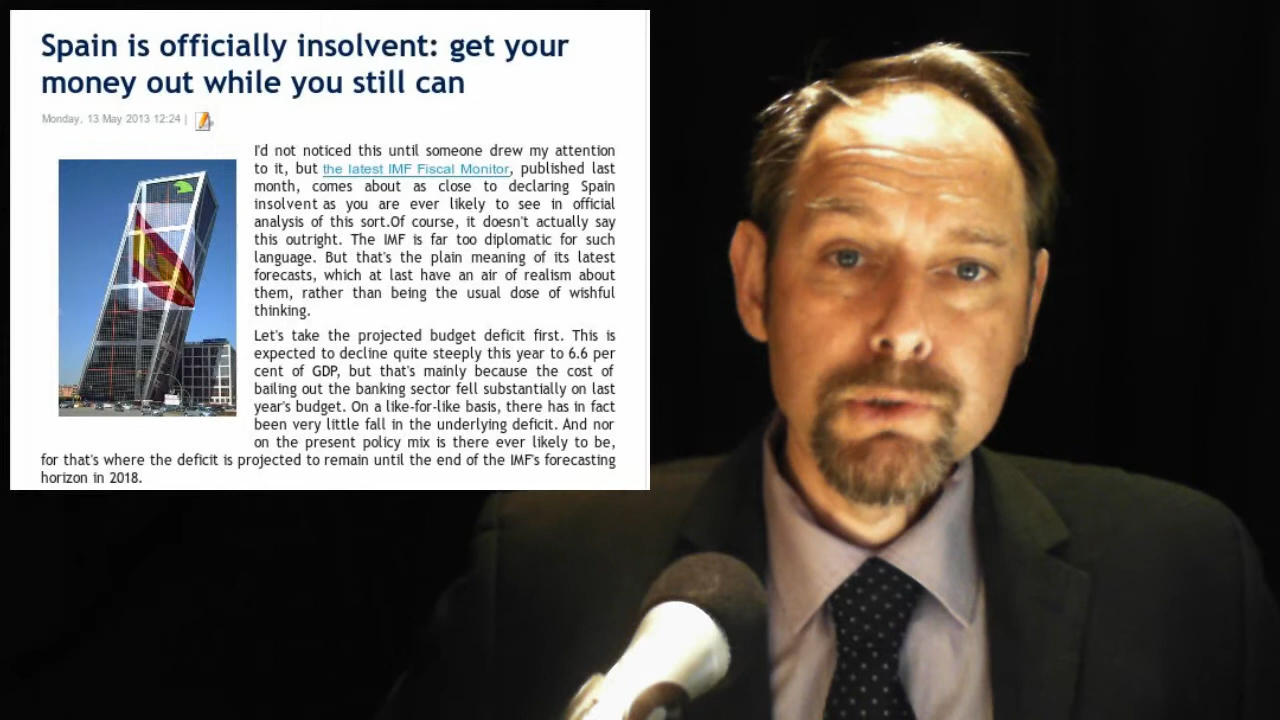 Spain is officially insolvent: get your
money out while you still can
Monday, 13 May 2013 12:24 |
I'd not noticed this until someone drew my attention
to it, but the latest IMF Fiscal Monitor, published last
month, comes about as close to declaring Spain
insolvent as you are ever likely to see in official
analysis of this sort.Of course, it doesn't actually say
this outright. The IMF is far too diplomatic for such
language. But that's the plain meaning of its latest
forecasts, which at last have an air of realism about
them, rather than being the usual dose of wishful
thinking.
Let's take the projected budget deficit first. This is
expected to decline quite steeply this year to 6.6 per
cent of GDP, but that's mainly because the cost of
bailing out the banking sector fell substantially on last
year's budget. On a like-for-like basis, there has in fact
been very little fall in the underlying deficit. And nor
on the present policy mix is there ever likely to be,
for that's where the deficit is projected to remain until the end of the IMF's forecasting
horizon in 2018.